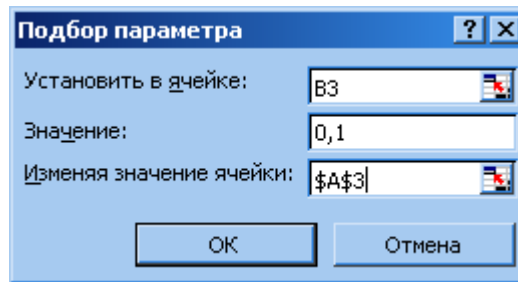 Подбор параметра
Установить в ячейке: B3
Значение: 0,1
Изменяя значение ячейки: $A$3
ОК Отмена